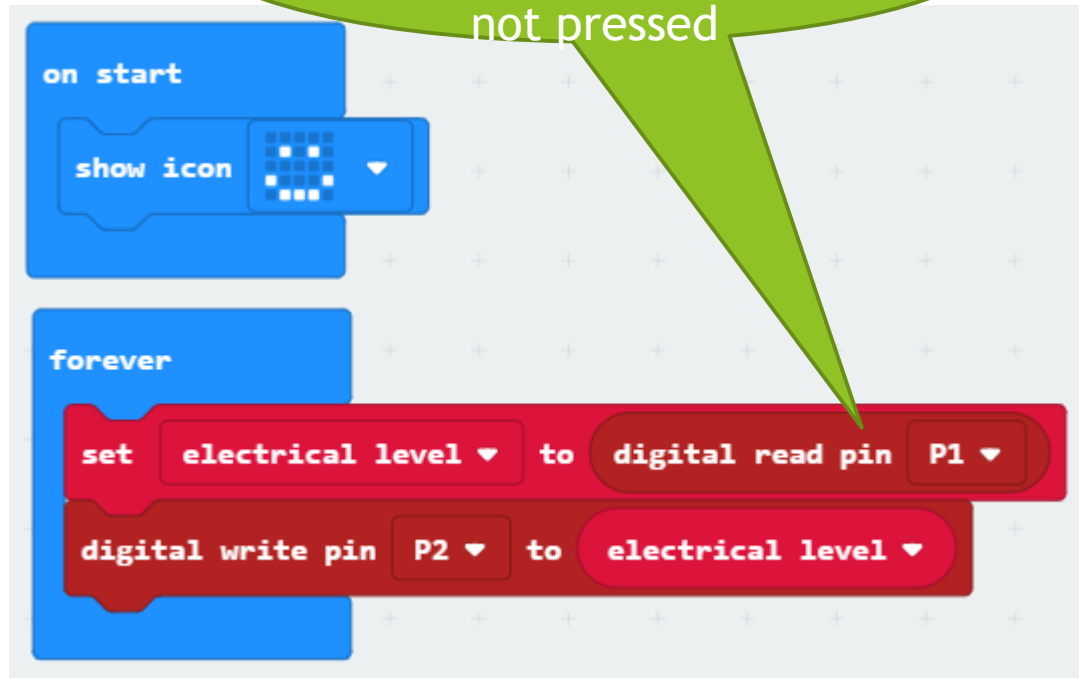 not pressed
on start
show icon
forever
set electrical level to digital read pin P1
digital write pin P2 to electrical level